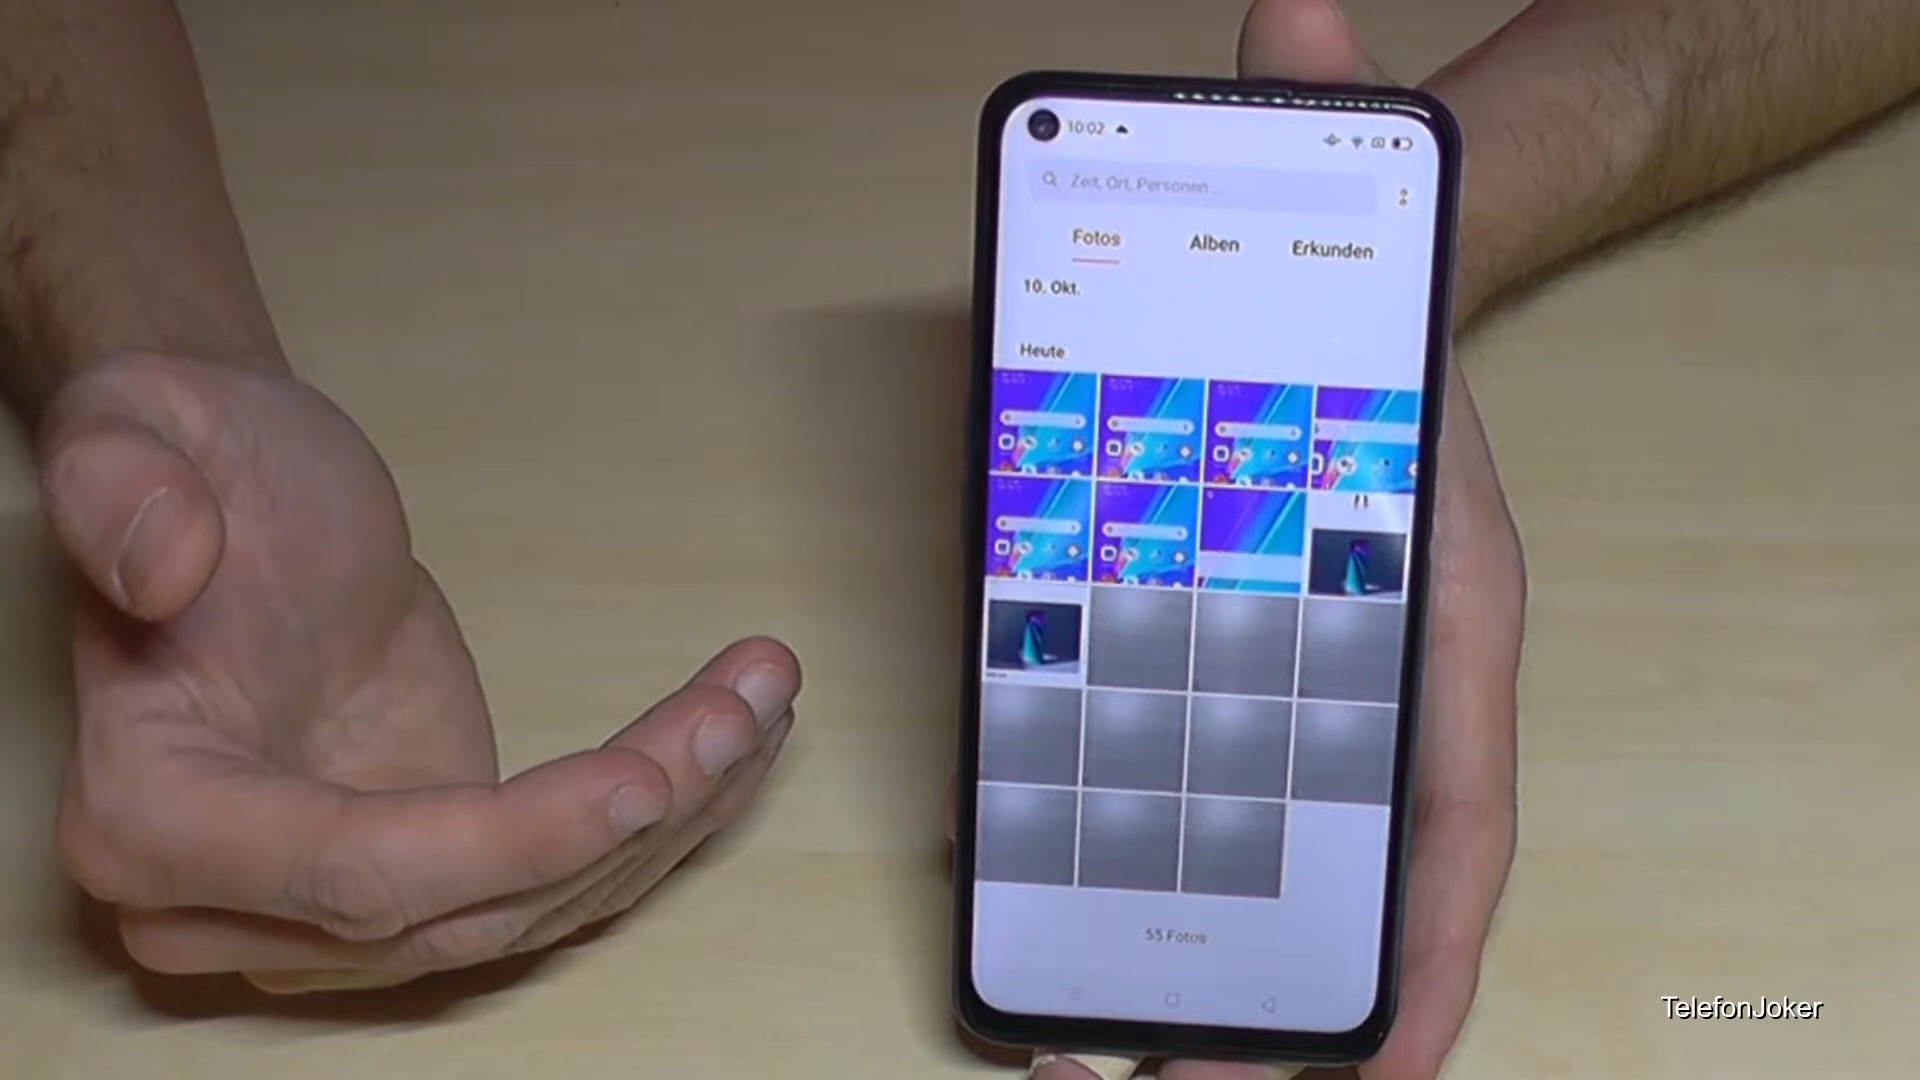 10:02
Zeit, Ort, Personen ...
Fotos
Alben
Erkunden
10. Okt.
Heute
55 Fotos
TelefonJoker